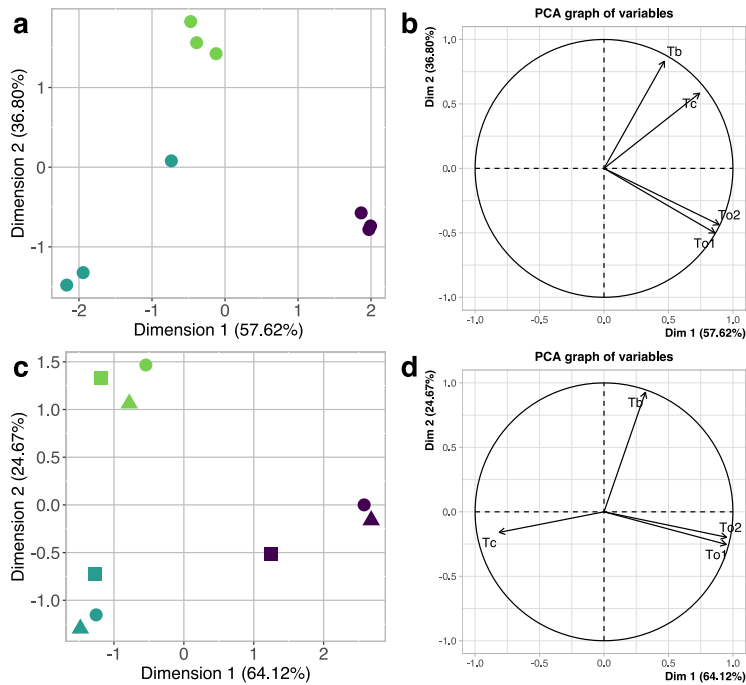 a
1
0
-1
-2
-1
0
1
2
Dimension 2 (36.80%)
Dimension 1 (57.62%)
b
PCA graph of variables
1.0
0.5
0.0
-0.5
-1.0
-1.0
-0.5
0.0
0.5
1.0
Dim 2 (36.80%)
Dim 1 (57.62%)
Tb
Tc
To2
To1
c
1.5
1.0
0.5
0.0
-0.5
-1.0
-1
0
1
2
Dimension 2 (24.67%)
Dimension 1 (64.12%)
d
PCA graph of variables
1.0
0.5
0.0
-0.5
-1.0
-1.0
-0.5
0.0
0.5
1.0
Dim 2 (24.67%)
Dim 1 (64.12%)
Tb
Tc
To2
To1